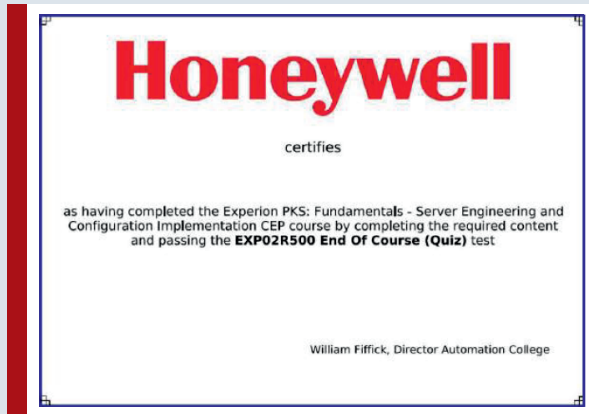 Honeywell
certifies
as having completed the Experion PKS: Fundamentals - Server Engineering and
Configuration Implementation CEP course by completing the required content
and passing the EXP02R500 End Of Course (Quiz) test
William Fiffick, Director Automation College